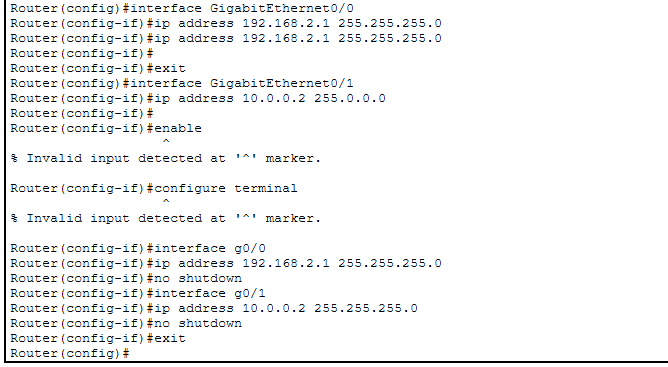 Router(config)#interface GigabitEthernet0/0
Router(config-if)#ip address 192.168.2.1 255.255.255.0
Router(config-if)#ip address 192.168.2.1 255.255.255.0
Router(config-if)#
Router(config-if)#exit
Router(config)#interface GigabitEthernet0/1
Router(config-if)#ip address 10.0.0.2 255.0.0.0
Router(config-if)#
Router(config-if)#enable
^
% Invalid input detected at '^' marker.
Router(config-if)#configure terminal
^
% Invalid input detected at '^' marker.
Router(config-if)#interface g0/0
Router(config-if)#ip address 192.168.2.1 255.255.255.0
Router(config-if)#no shutdown
Router(config-if)#interface g0/1
Router(config-if)#ip address 10.0.0.2 255.255.255.0
Router(config-if)#no shutdown
Router(config-if)#exit
Router(config)#